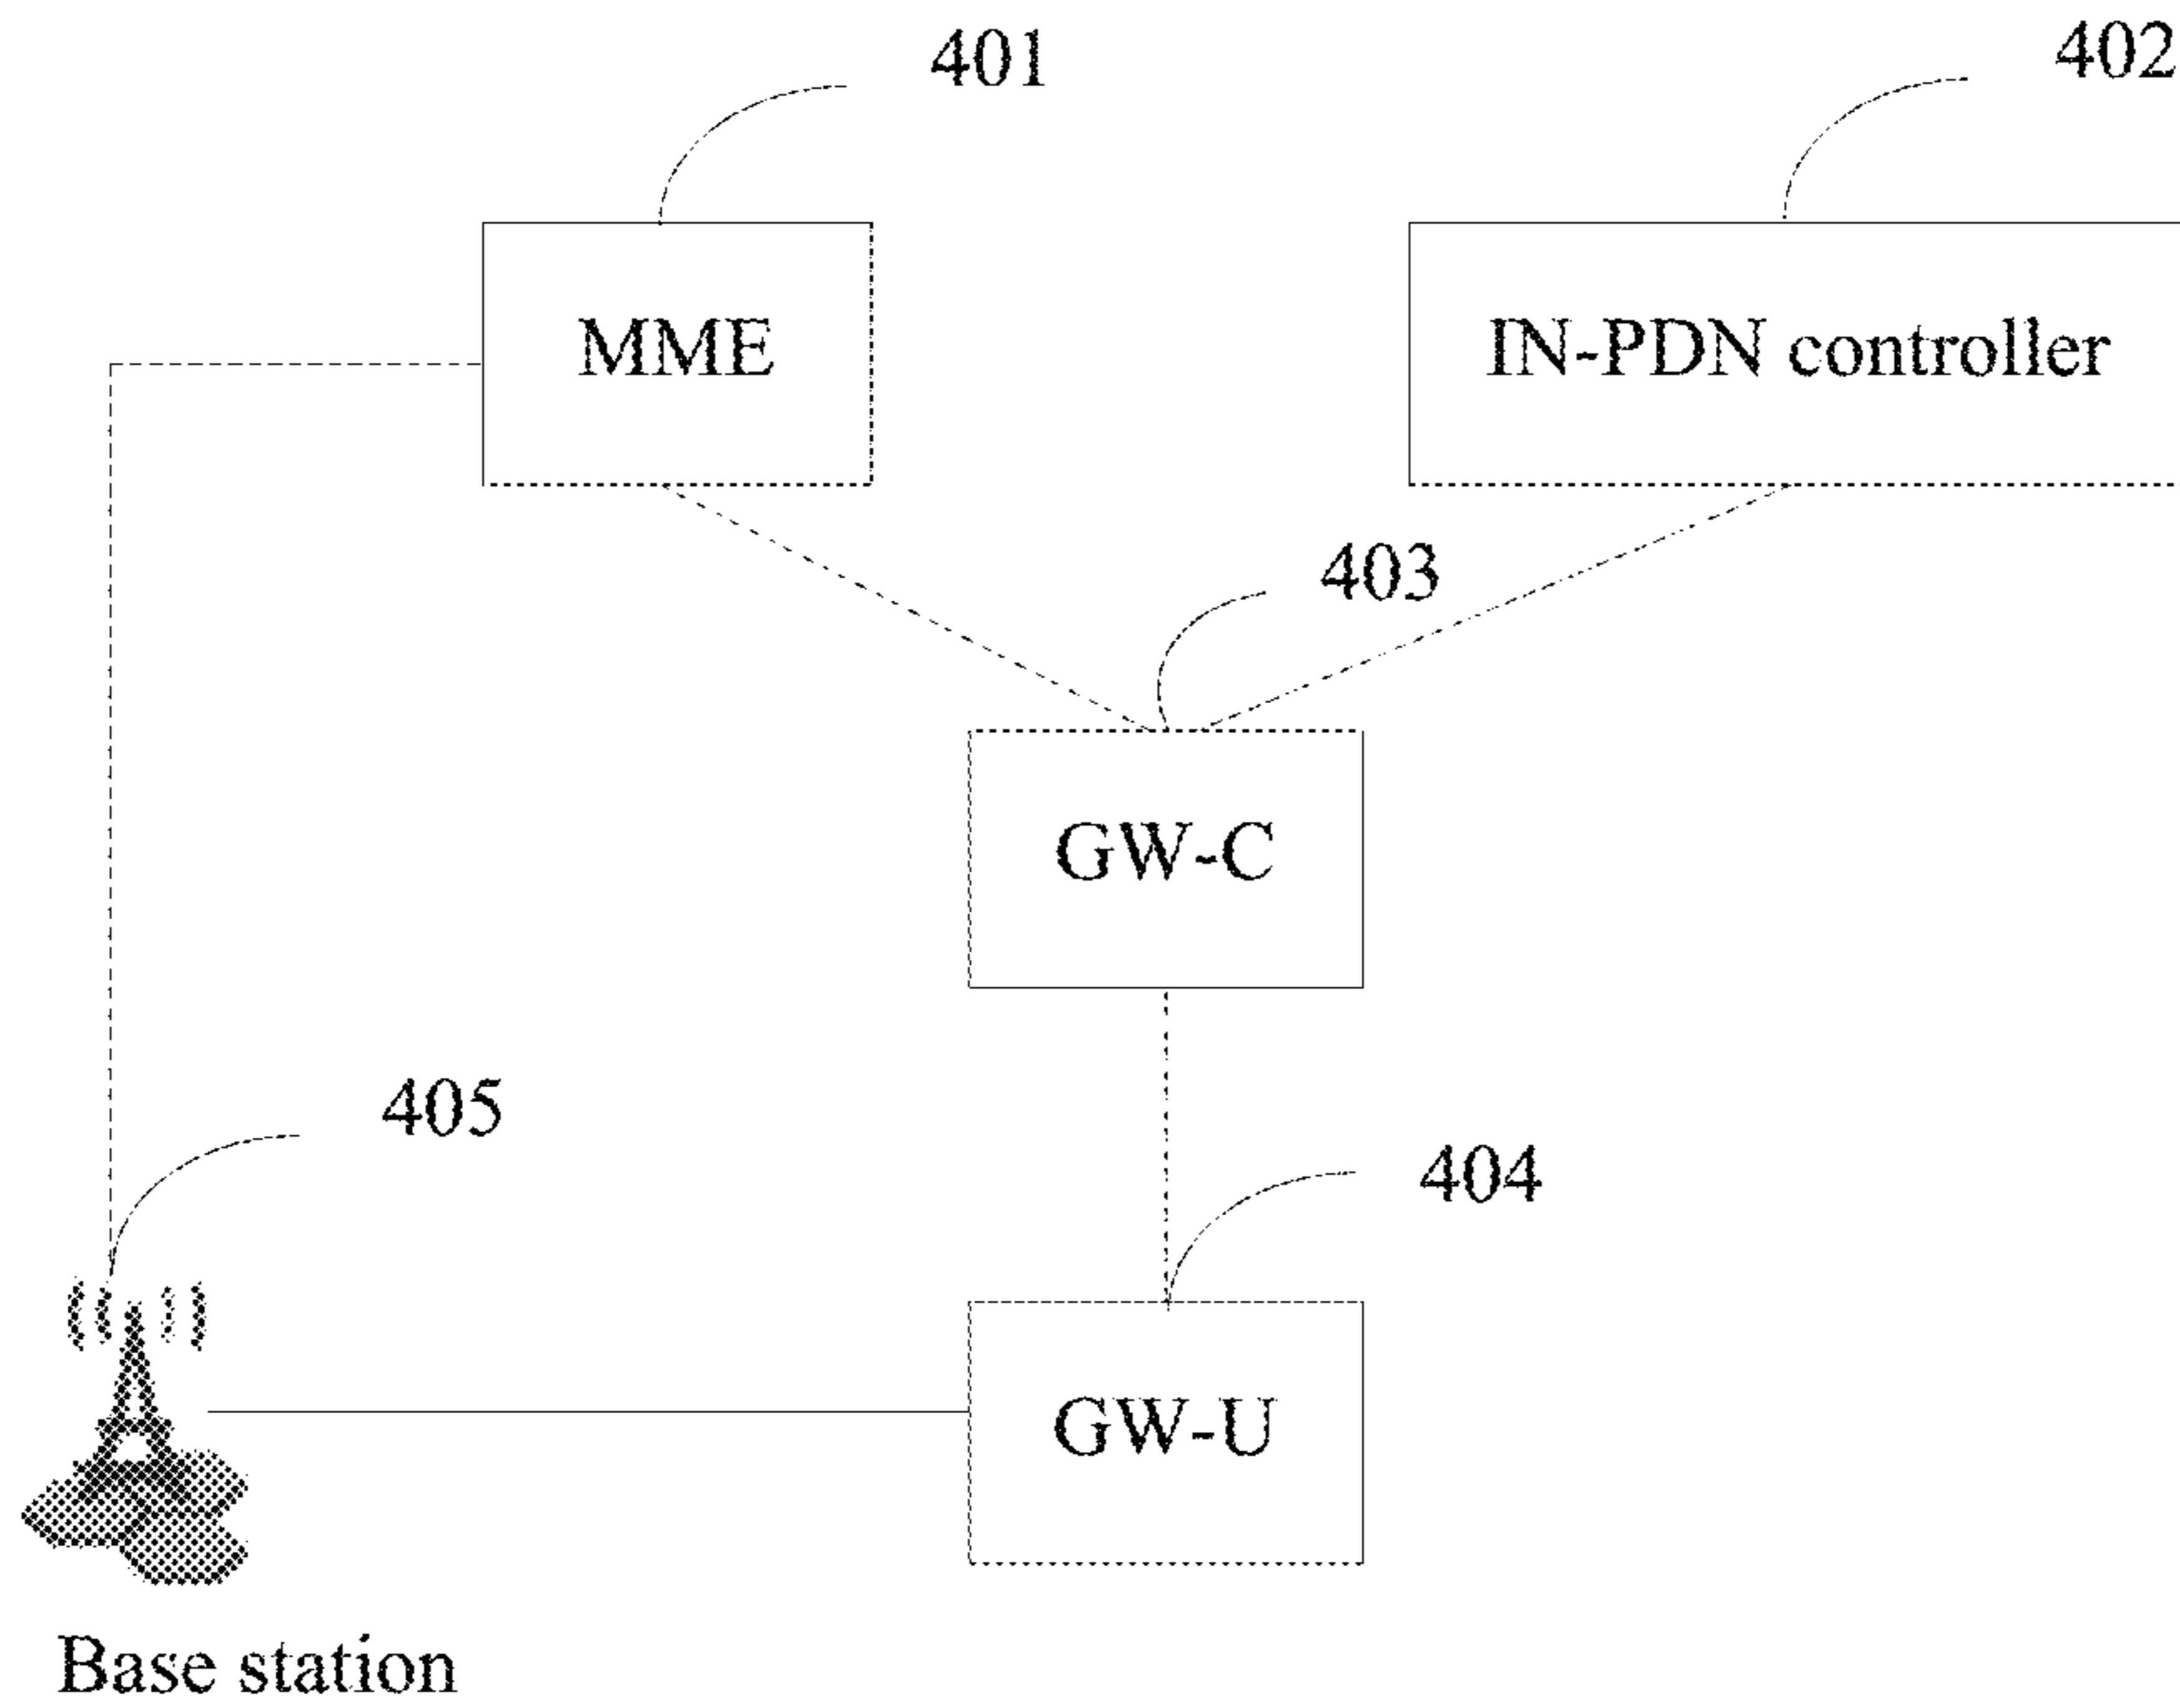 401
402
MME
IN-PDN controller
403
GW-C
405
404
GW-U
Base station